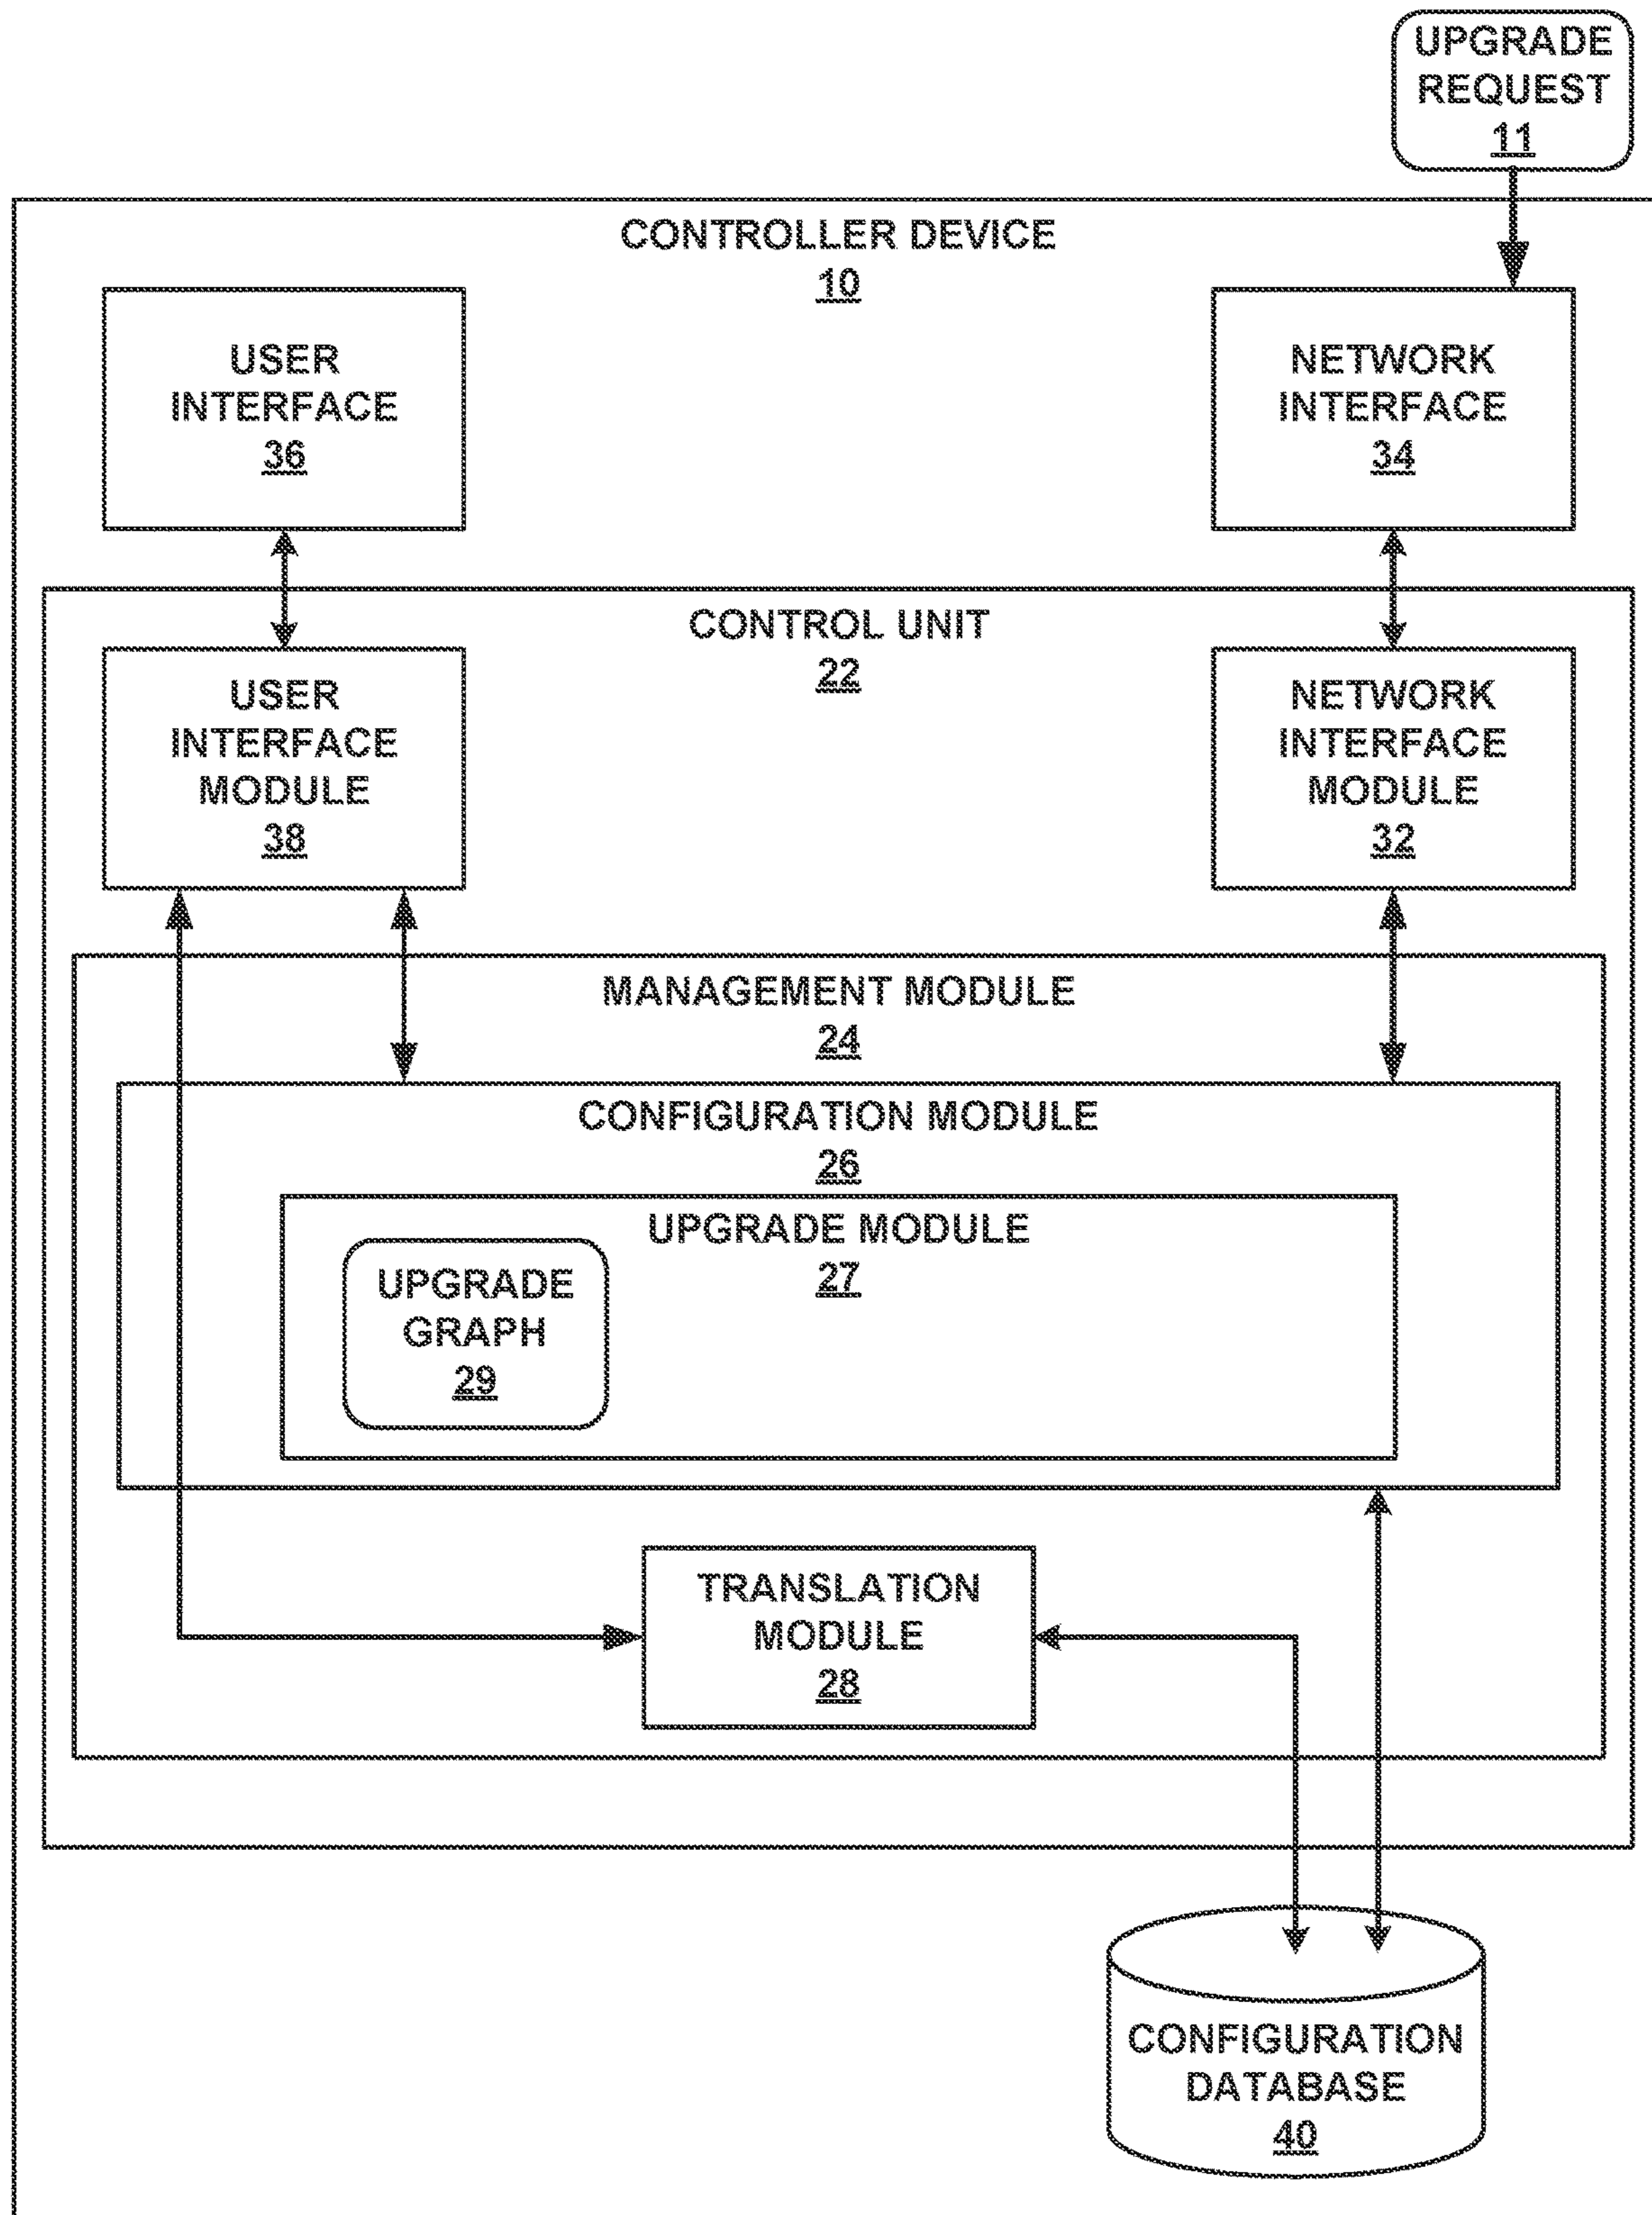 UPGRADE
REQUEST
11
CONTROLLER DEVICE
10
USER
INTERFACE
36
NETWORK
INTERFACE
34
CONTROL UNIT
22
USER
INTERFACE
MODULE
38
NETWORK
INTERFACE
MODULE
32
MANAGEMENT MODULE
24
CONFIGURATION MODULE
26
UPGRADE MODULE
27
UPGRADE
GRAPH
29
TRANSLATION
MODULE
28
CONFIGURATION
DATABASE
40